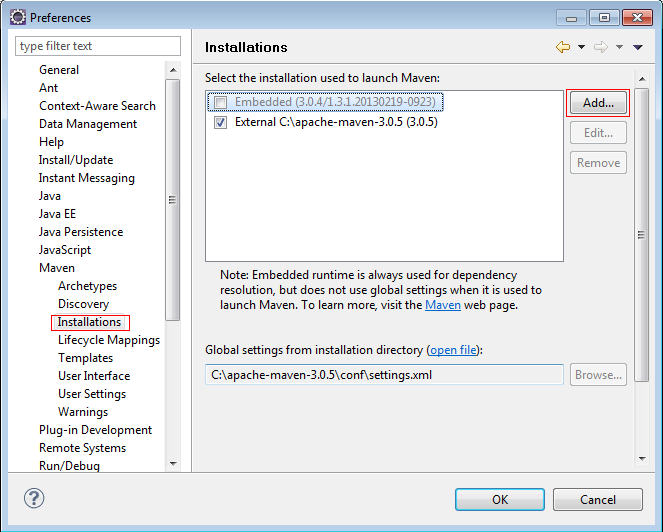 Preferences
type filter text
General
Ant
Context-Aware Search
Data Management
Help
Install/Update
Instant Messaging
Java
Java EE
Java Persistence
JavaScript
Maven
Archetypes
Discovery
Installations
Lifecycle Mappings
Templates
User Interface
User Settings
Warnings
Plug-in Development
Remote Systems
Run/Debug
Installations
Select the installation used to launch Maven:
Embedded (3.0.4/1.3.1.20130219-0923)
External C:\apache-maven-3.0.5 (3.0.5)
Add...
Edit...
Remove
Note: Embedded runtime is always used for dependency
resolution, but does not use global settings when it is used to
launch Maven. To learn more, visit the Maven web page.
Global settings from installation directory (open file):
C:\apache-maven-3.0.5\conf\settings.xml
Browse...
?
OK
Cancel